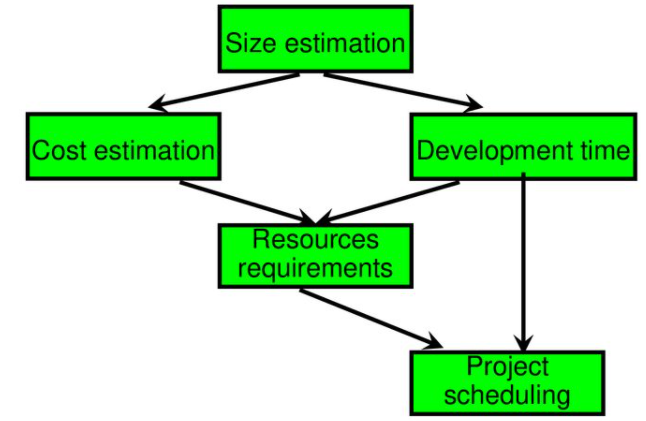 Size estimation
Cost estimation
Development time
Resources
requirements
Project
scheduling